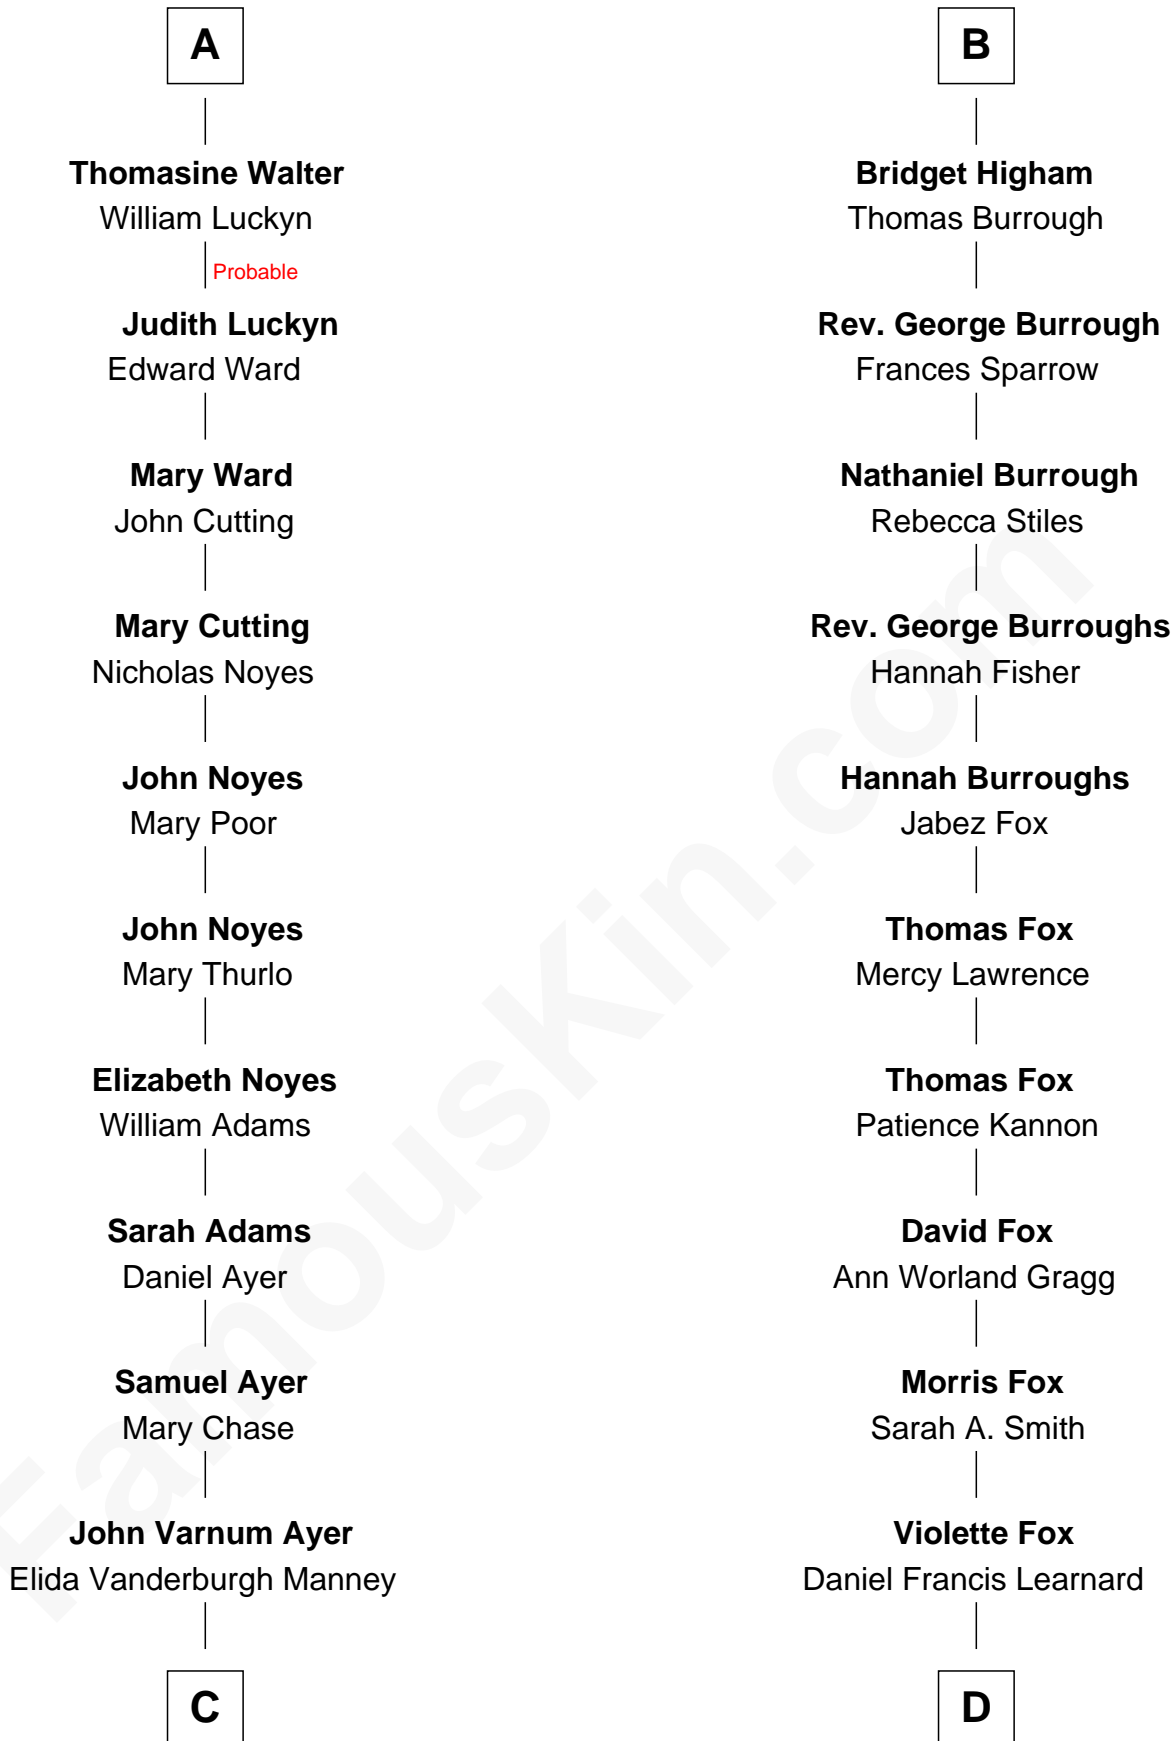 A
Thomasine Walter
William Luckyn
Probable
Judith Luckyn
Edward Ward
Mary Ward
John Cutting
Mary Cutting
Nicholas Noyes
John Noyes
Mary Poor
John Noyes
Mary Thurlo
Elizabeth Noyes
William Adams
Sarah Adams
Daniel Ayer
Samuel Ayer
Mary Chase
John Varnum Ayer
Elida Vanderburgh Manney
C
B
Bridget Higham
Thomas Burrough
Rev. George Burrough
Frances Sparrow
Nathaniel Burrough
Rebecca Stiles
Rev. George Burroughs
Hannah Fisher
Hannah Burroughs
Jabez Fox
Thomas Fox
Mercy Lawrence
Thomas Fox
Patience Kannon
David Fox
Ann Worland Gragg
Morris Fox
Sarah A. Smith
Violette Fox
Daniel Francis Learnard
D
FamousKin.com